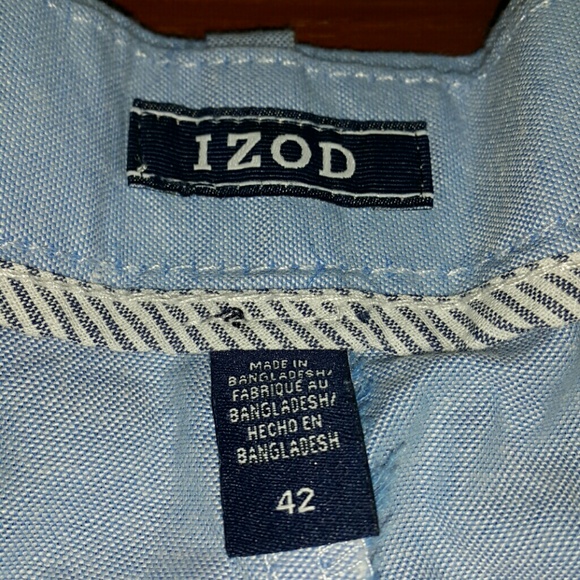 IZOD
MADE IN
BANGLADESH/
FABRIQUÉ AU
BANGLADESH/
HECHO EN
BANGLADESH
42